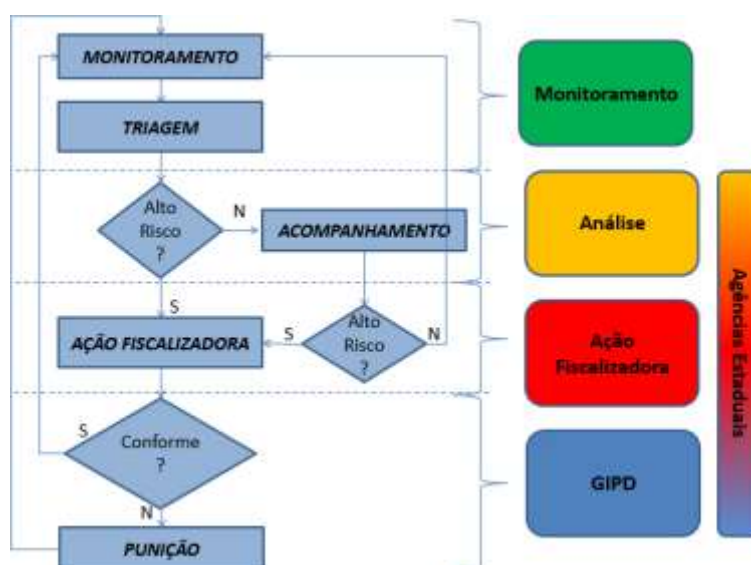 MONITORAMENTO
TRIAGEM
Alto
Risco
?
N
ACOMPANHAMENTO
S
AÇÃO FISCALIZADORA
S
Alto
Risco
?
N
S
Conforme
?
N
PUNIÇÃO
Monitoramento
Análise
Ação
Fiscalizadora
GIPD
Agências Estaduais